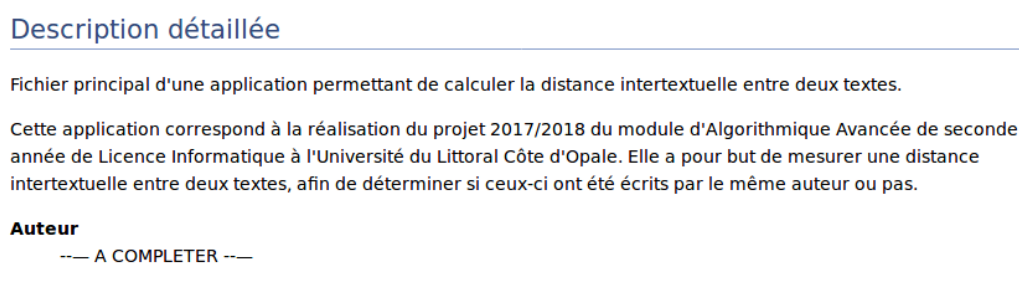 Description détaillée
Fichier principal d'une application permettant de calculer la distance intertextuelle entre deux textes.
Cette application correspond à la réalisation du projet 2017/2018 du module d'Algorithmique Avancée de seconde
année de Licence Informatique à l'Université du Littoral Côte d'Opale. Elle a pour but de mesurer une distance
intertextuelle entre deux textes, afin de déterminer si ceux-ci ont été écrits par le même auteur ou pas.
Auteur
--— A COMPLETER --—